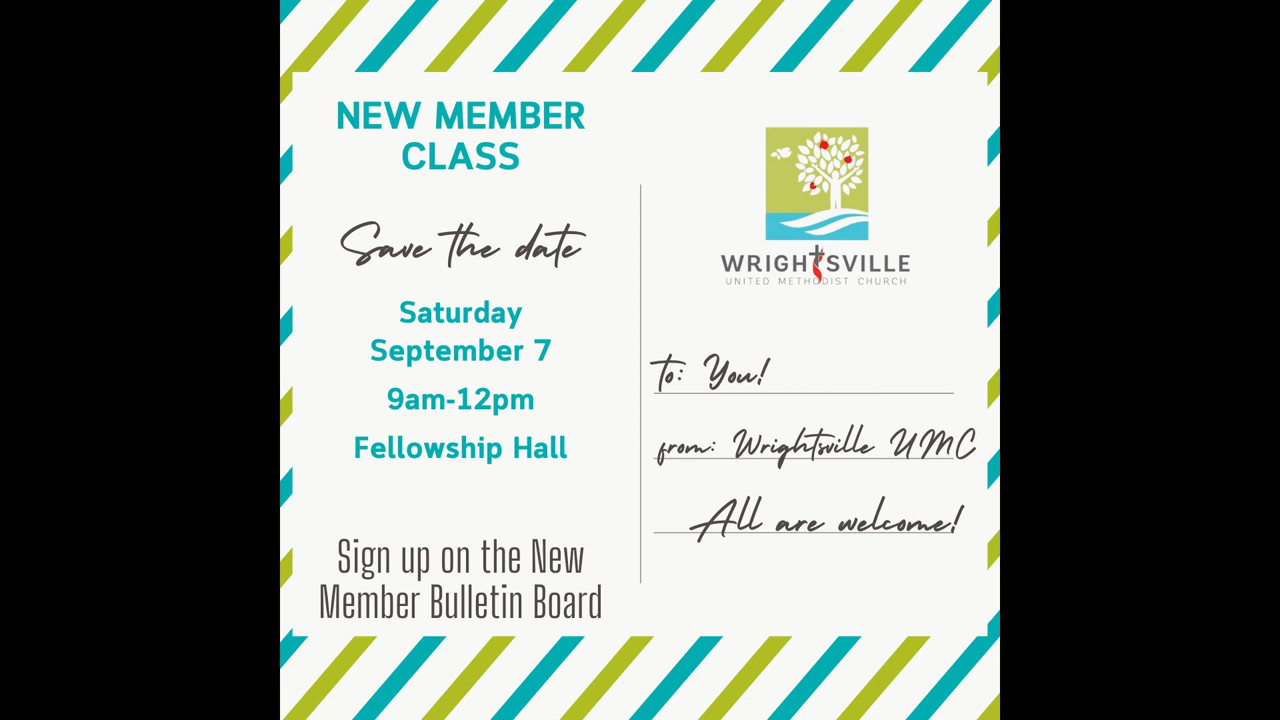 NEW MEMBER
CLASS
Save the date
Saturday
September 7
9am-12pm
Fellowship Hall
Sign up on the New
Member Bulletin Board
WRIGHTSVILLE
UNITED METHODIST CHURCH
to: You!
from: Wrightsville UMC
All are welcome!